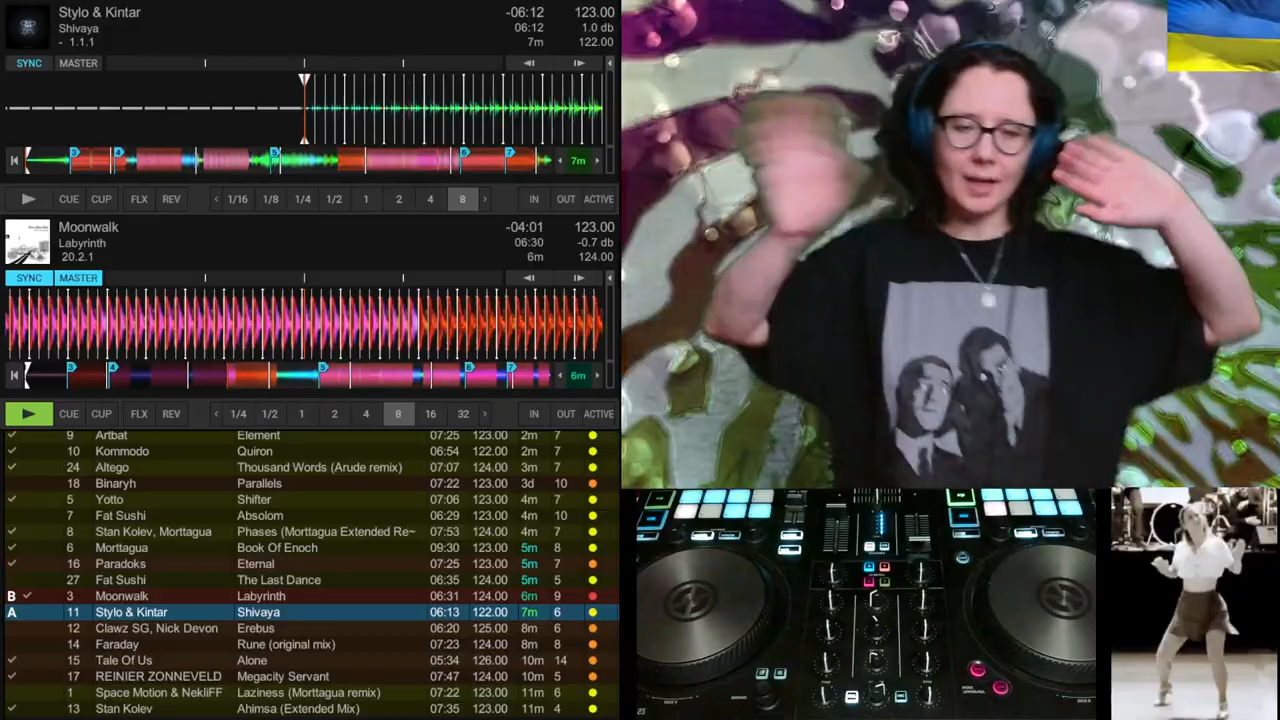 Stylo & Kintar -06:12 123.00
Shivaya 06:12 1.0 db
- 1.1.1 7m 122.00
SYNC MASTER
3 4 5 6 7 7m
CUE CUP FLX REV 1/16 1/8 1/4 1/2 1 2 4 8 IN OUT ACTIVE
Moonwalk -04:01 123.00
Labyrinth 06:30 -0.7 db
20.2.1 6m 124.00
SYNC MASTER
3 4 5 6 7 6m
CUE CUP FLX REV 1/4 1/2 1 2 4 8 16 32 IN OUT ACTIVE
9 Artbat Element 07:25 123.00 2m 7
10 Kommodo Quiron 06:54 122.00 2m 7
24 Altego Thousand Words (Arude remix) 07:07 124.00 3m 7
18 Binaryh Parallels 07:22 123.00 3d 10
5 Yotto Shifter 07:06 123.00 4m 7
7 Fat Sushi Absolom 06:29 123.00 4m 10
8 Stan Kolev, Morttagua Phases (Morttagua Extended Re~ 07:53 124.00 4m 7
6 Morttagua Book Of Enoch 09:30 123.00 5m 8
16 Paradoks Eternal 07:25 123.00 5m 7
27 Fat Sushi The Last Dance 06:35 124.00 5m 5
B 3 Moonwalk Labyrinth 06:31 124.00 6m 9
A 11 Stylo & Kintar Shivaya 06:13 122.00 7m 6
12 Clawz SG, Nick Devon Erebus 06:20 125.00 8m 6
14 Faraday Rune (original mix) 07:23 124.00 8m 8
15 Tale Of Us Alone 05:34 126.00 10m 14
17 REINIER ZONNEVELD Megacity Servant 07:47 124.00 10m 5
1 Space Motion & NekliFF Laziness (Morttagua remix) 07:22 123.00 11m 6
13 Stan Kolev Ahimsa (Extended Mix) 07:35 123.00 11m 4